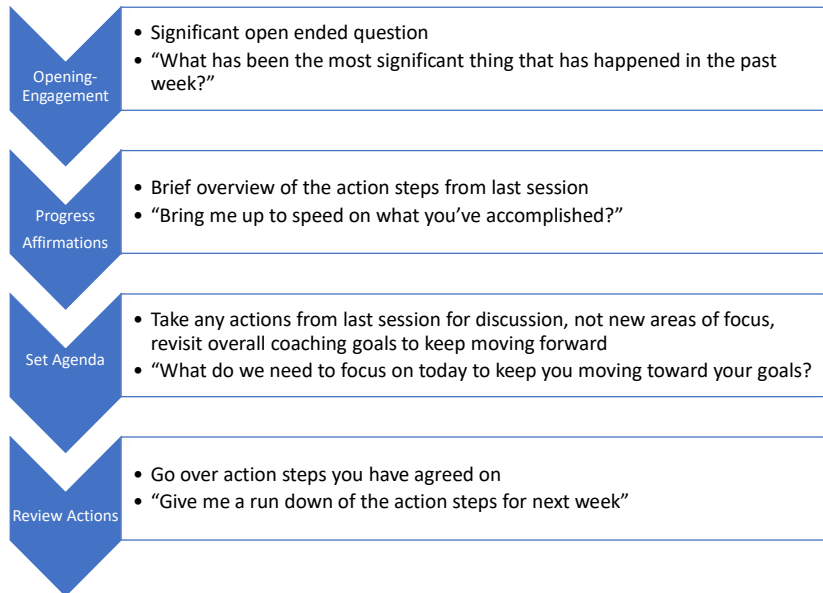 Opening-
Engagement
• Significant open ended question
• “What has been the most significant thing that has happened in the past
week?”
Progress
Affirmations
• Brief overview of the action steps from last session
• “Bring me up to speed on what you’ve accomplished?”
Set Agenda
• Take any actions from last session for discussion, not new areas of focus,
revisit overall coaching goals to keep moving forward
• “What do we need to focus on today to keep you moving toward your goals?
Review Actions
• Go over action steps you have agreed on
• “Give me a run down of the action steps for next week”